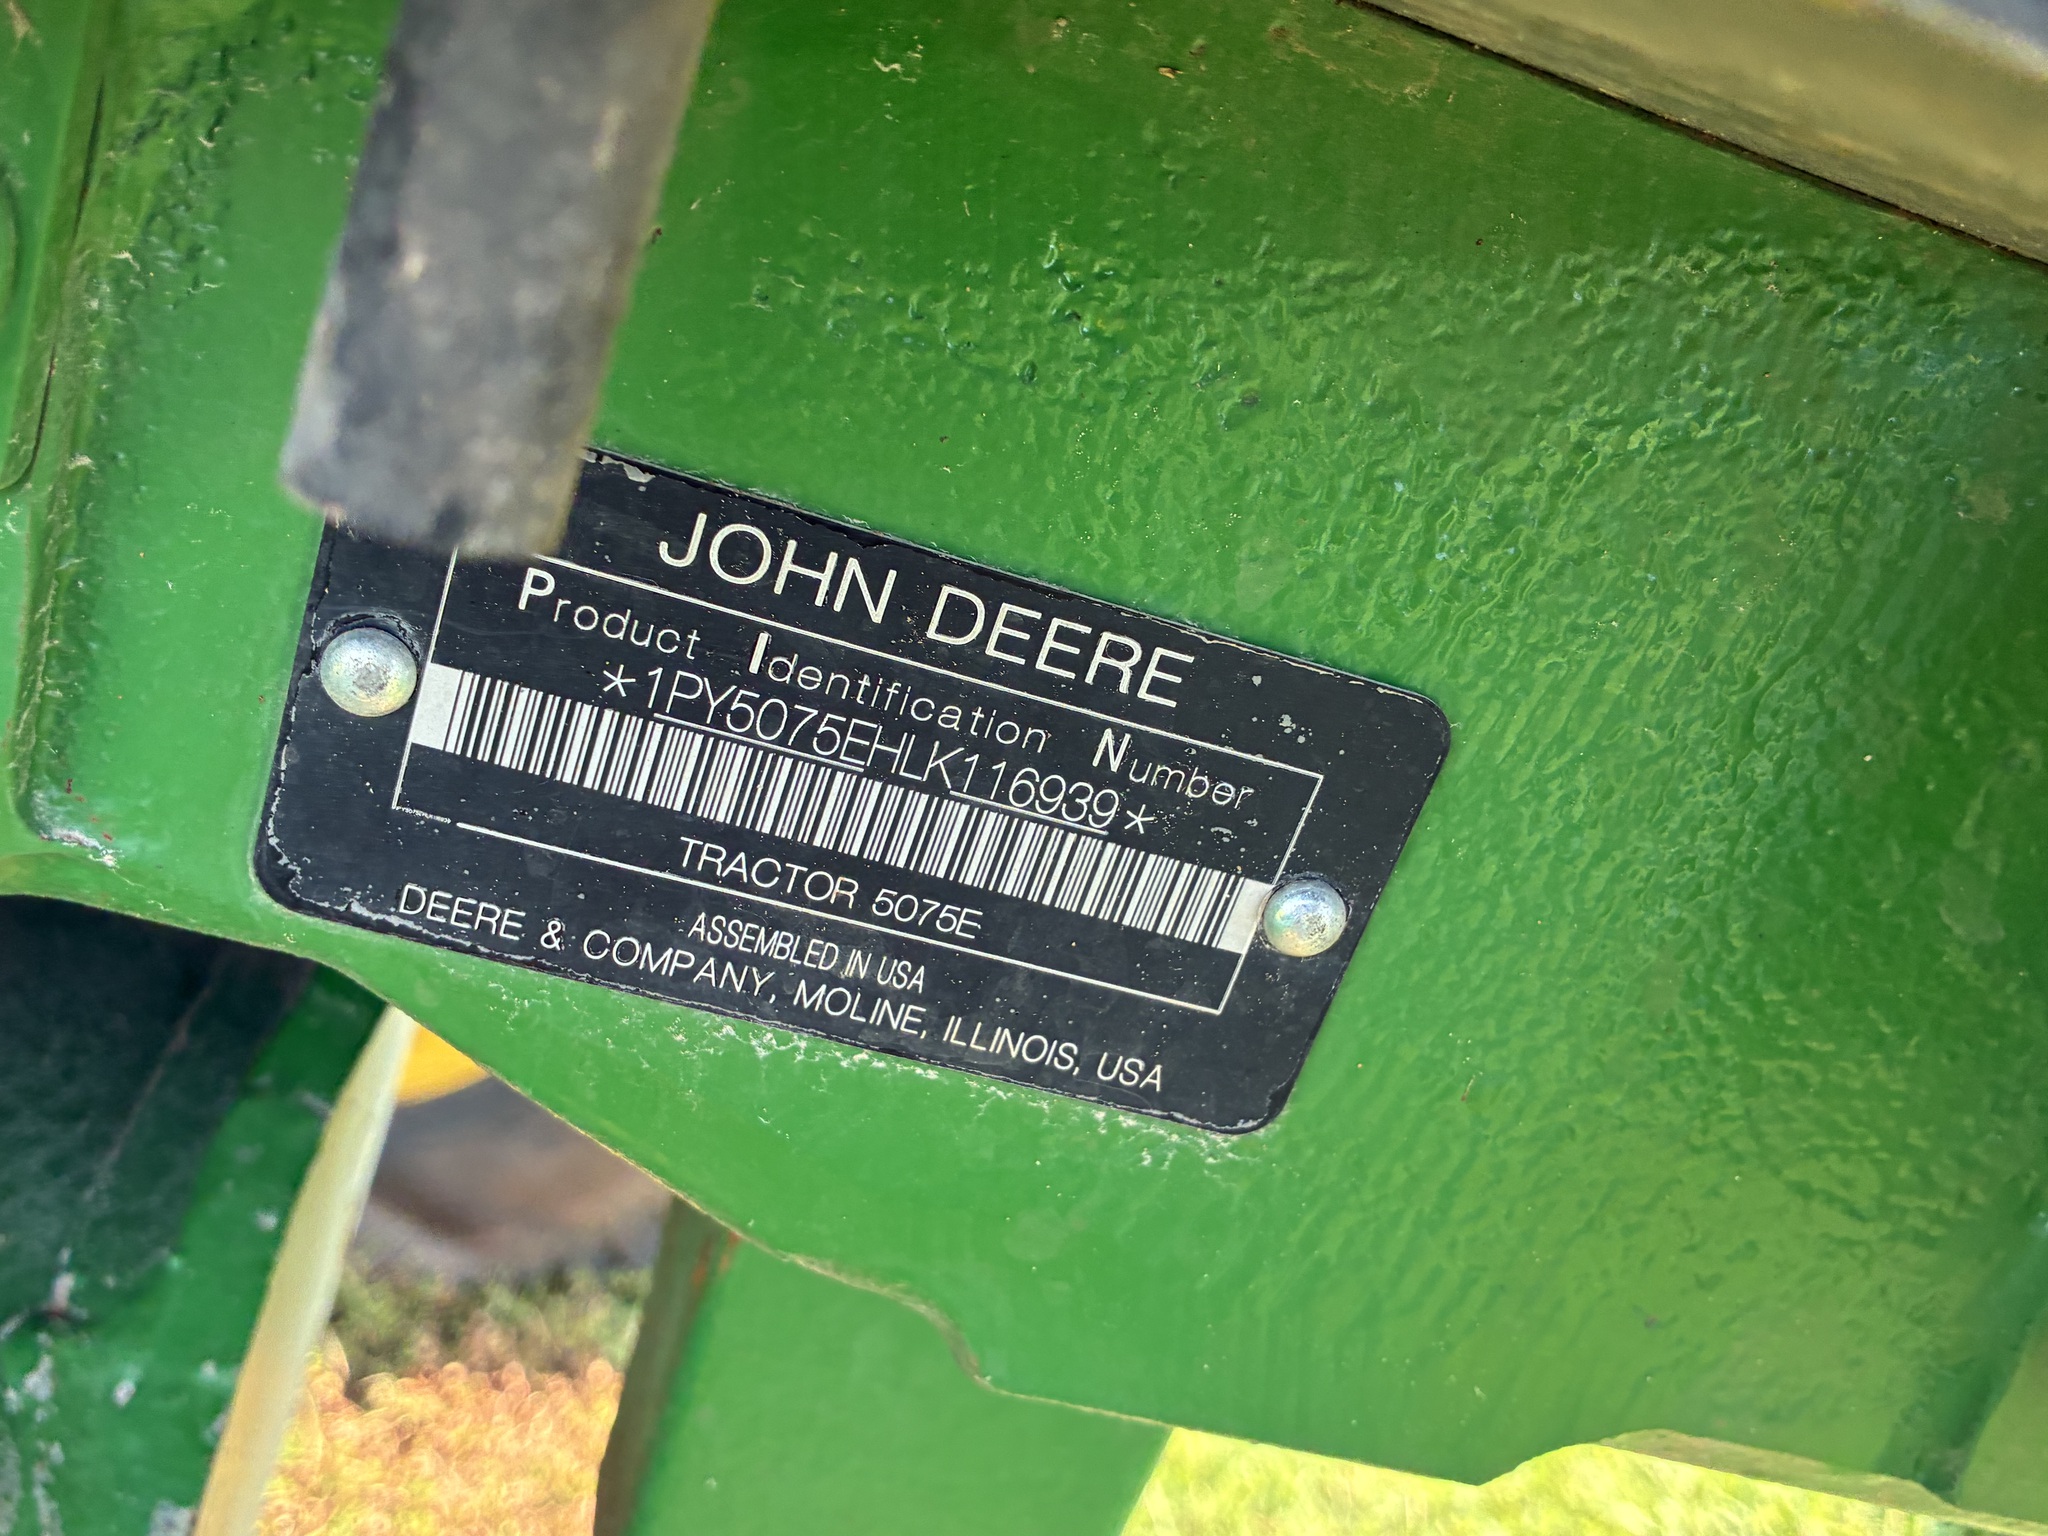 JOHN DEERE
Product Identification Number
*1PY5075EHLK116939*
TRACTOR 5075E
ASSEMBLED IN USA
DEERE & COMPANY, MOLINE, ILLINOIS, USA